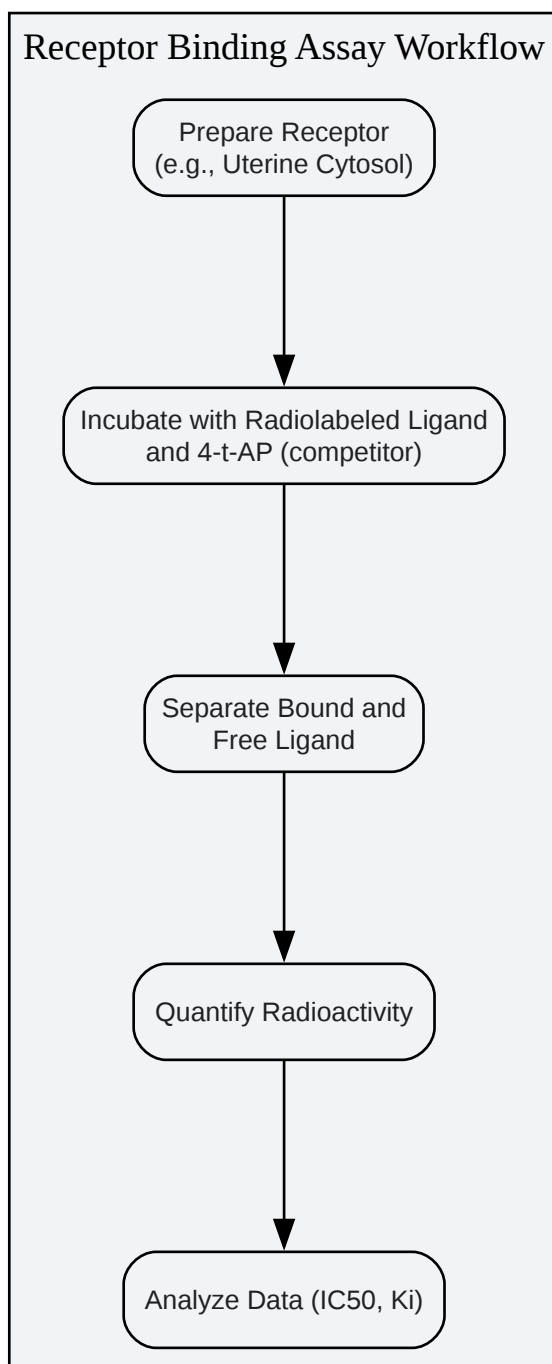 Receptor Binding Assay Workflow
Prepare Receptor
(e.g., Uterine Cytosol)
Incubate with Radiolabeled Ligand
and 4-t-AP (competitor)
Separate Bound and
Free Ligand
Quantify Radioactivity
Analyze Data (IC50, Ki)